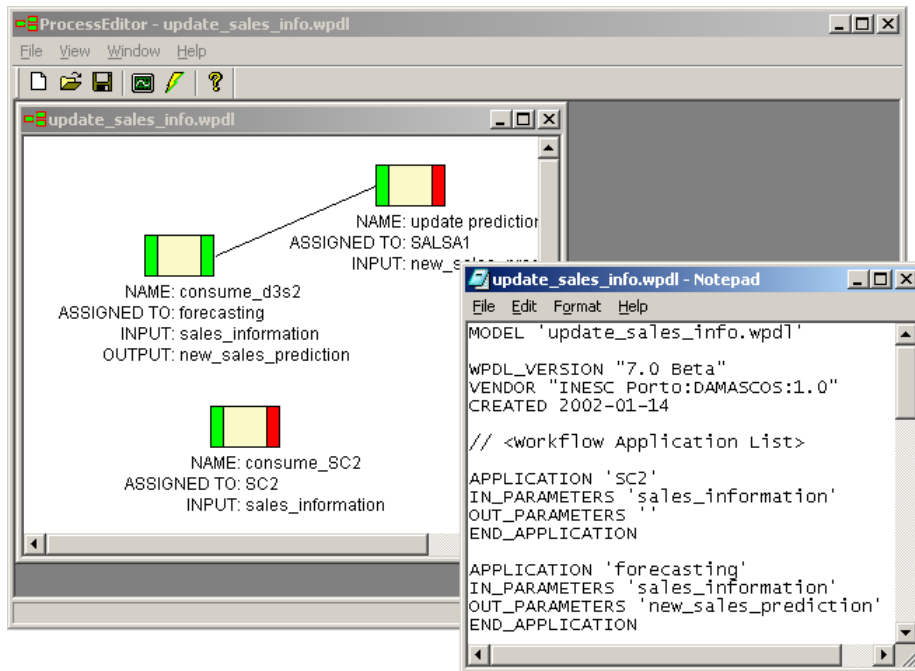 ProcessEditor - update_sales_info.wpdl
File View Window Help
update_sales_info.wpdl
NAME: update prediction
ASSIGNED TO: SALSA1
INPUT:
NAME: consume_d3s2
ASSIGNED TO: forecasting
INPUT: sales_information
OUTPUT: new_sales_prediction
NAME: consume_SC2
ASSIGNED TO: SC2
INPUT: sales_information
update_sales_info.wpdl - Notepad
File Edit Format Help
MODEL 'update_sales_info.wpdl'
WPDL_VERSION "7.0 Beta"
VENDOR "INESC Porto:DAMASCOS:1.0"
CREATED 2002-01-14
// <Workflow Application List>
APPLICATION 'SC2'
IN_PARAMETERS 'sales_information'
OUT_PARAMETERS ''
END_APPLICATION
APPLICATION 'forecasting'
IN_PARAMETERS 'sales_information'
OUT_PARAMETERS 'new_sales_prediction'
END_APPLICATION